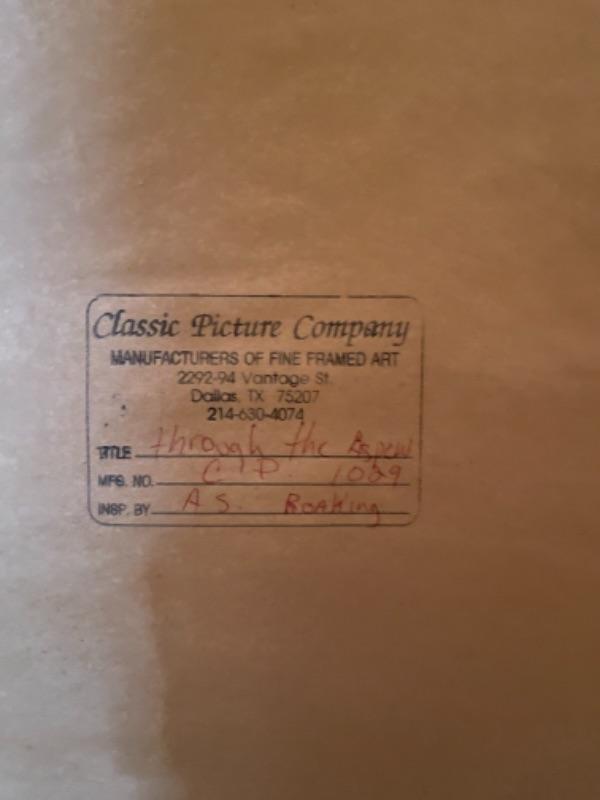 Classic Picture Company
MANUFACTURERS OF FINE FRAMED ART
2292-94 Vantage St.
Dallas, TX 75207
214-630-4074
TITLE through the Aspen
MFG. NO. C.P. 1069
INSP. BY A.S.